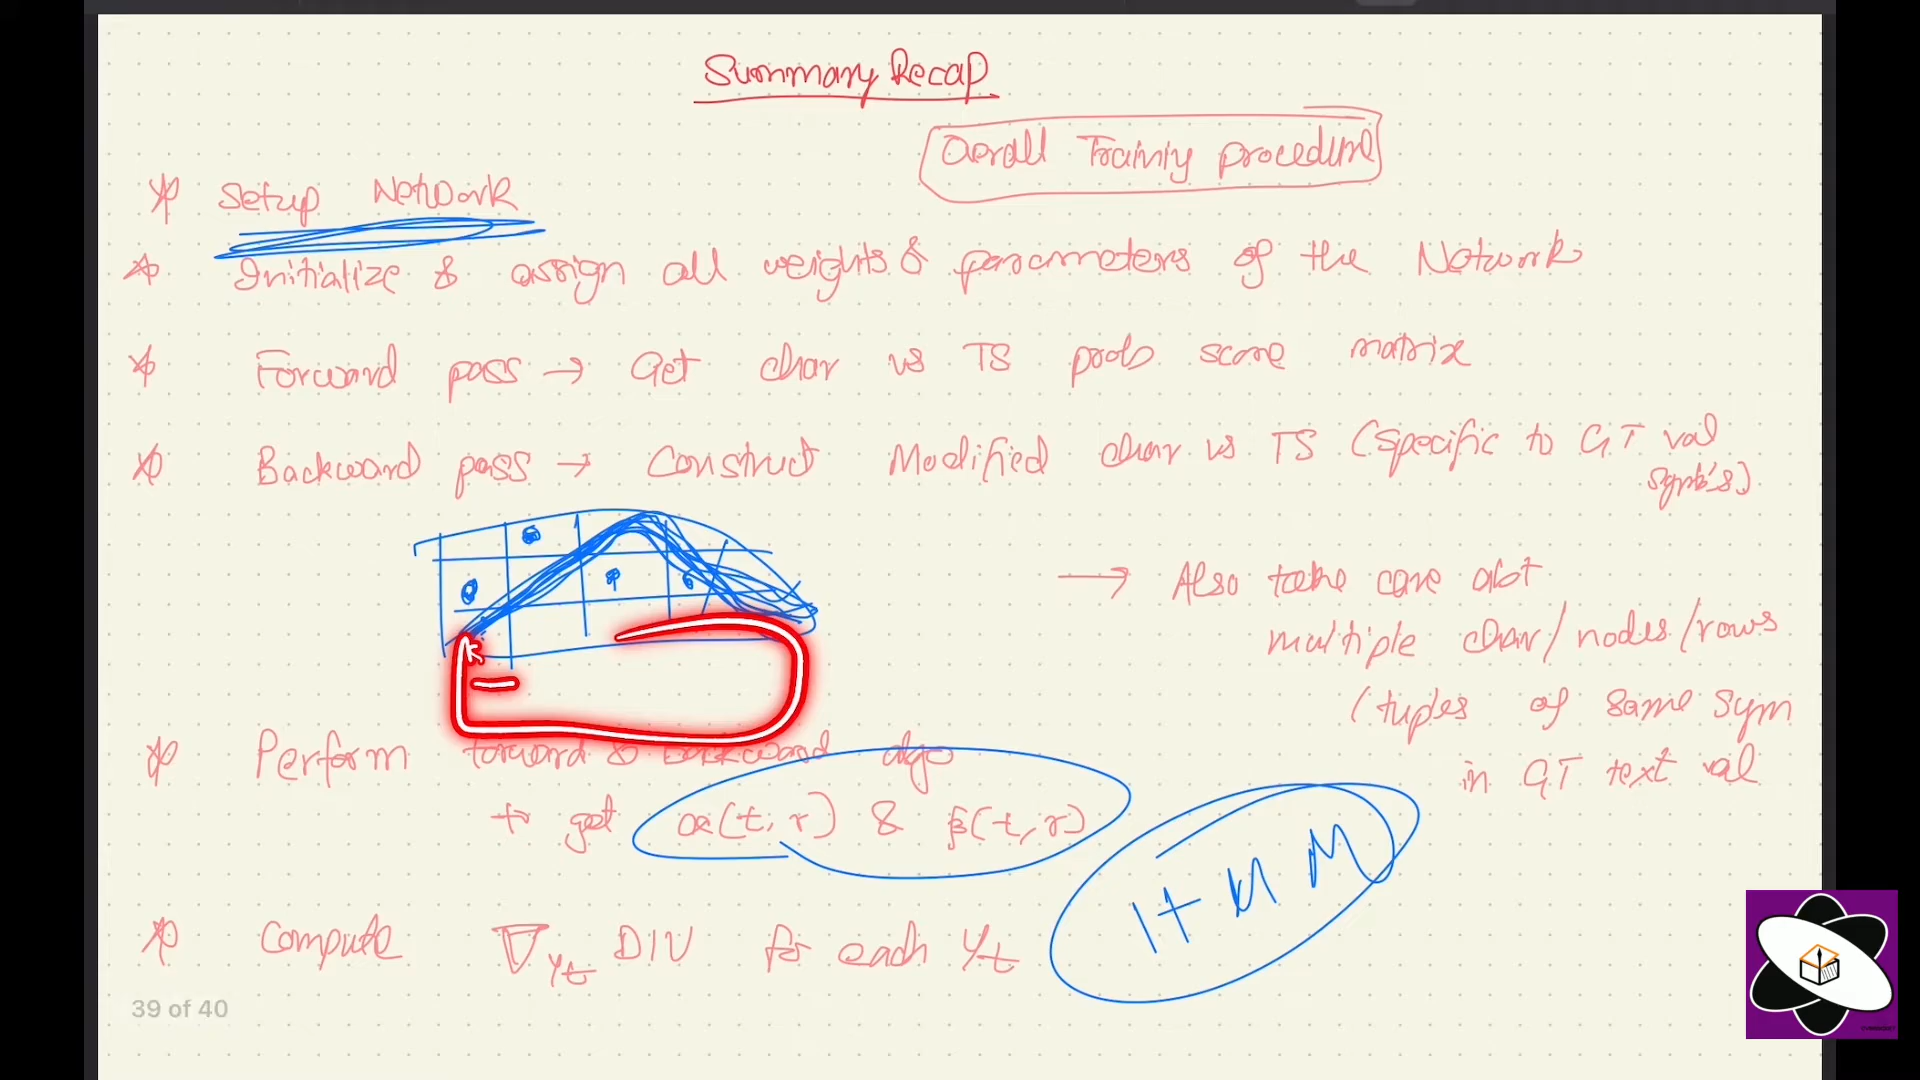 Summary Recap
Overall Training procedure
* Setup Network
* Initialize & assign all weights & parameters of the Network
* Forward pass → Get char vs TS prob score matrix
* Backward pass → Construct Modified char vs TS (specific to GT val
symb's)
→ Also take care abt
multiple char/nodes/rows
(tuples of same sym
in GT text val
* Perform forward & backward algo
to get α(t,r) & β(t,r)
HMM
* Compute ∇Yt DIV for each Yt
39 of 40